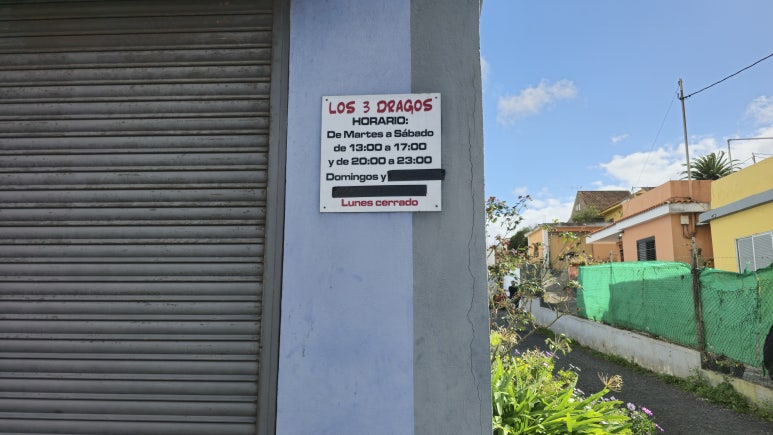 LOS 3 DRAGOS
HORARIO:
De Martes a Sábado
de 13:00 a 17:00
y de 20:00 a 23:00
Domingos y
Lunes cerrado